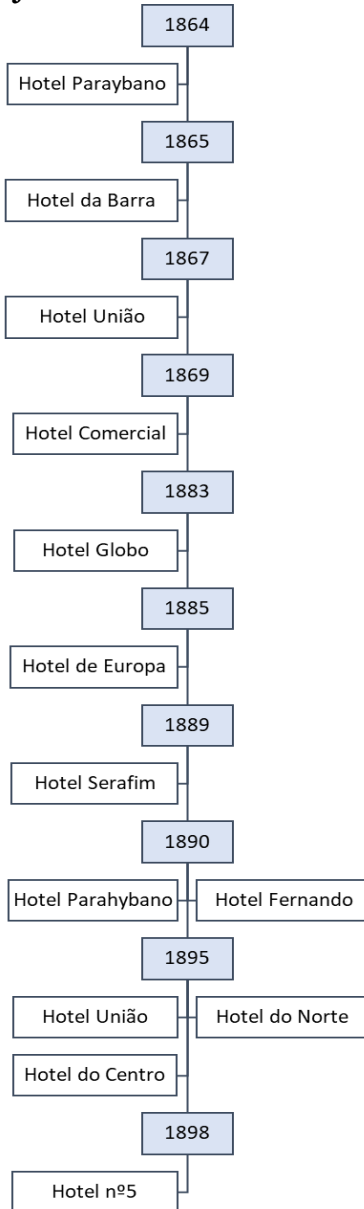 1864
Hotel Paraybano
1865
Hotel da Barra
1867
Hotel União
1869
Hotel Comercial
1883
Hotel Globo
1885
Hotel de Europa
1889
Hotel Serafim
1890
Hotel Parahybano Hotel Fernando
1895
Hotel União Hotel do Norte
Hotel do Centro
1898
Hotel nº5